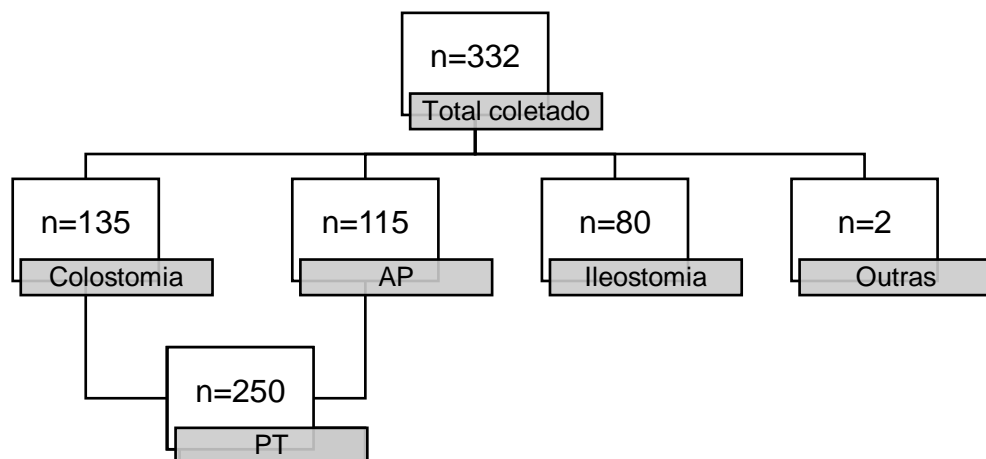 n=332
Total coletado
n=135
Colostomia
n=115
AP
n=80
Ileostomia
n=2
Outras
n=250
PT